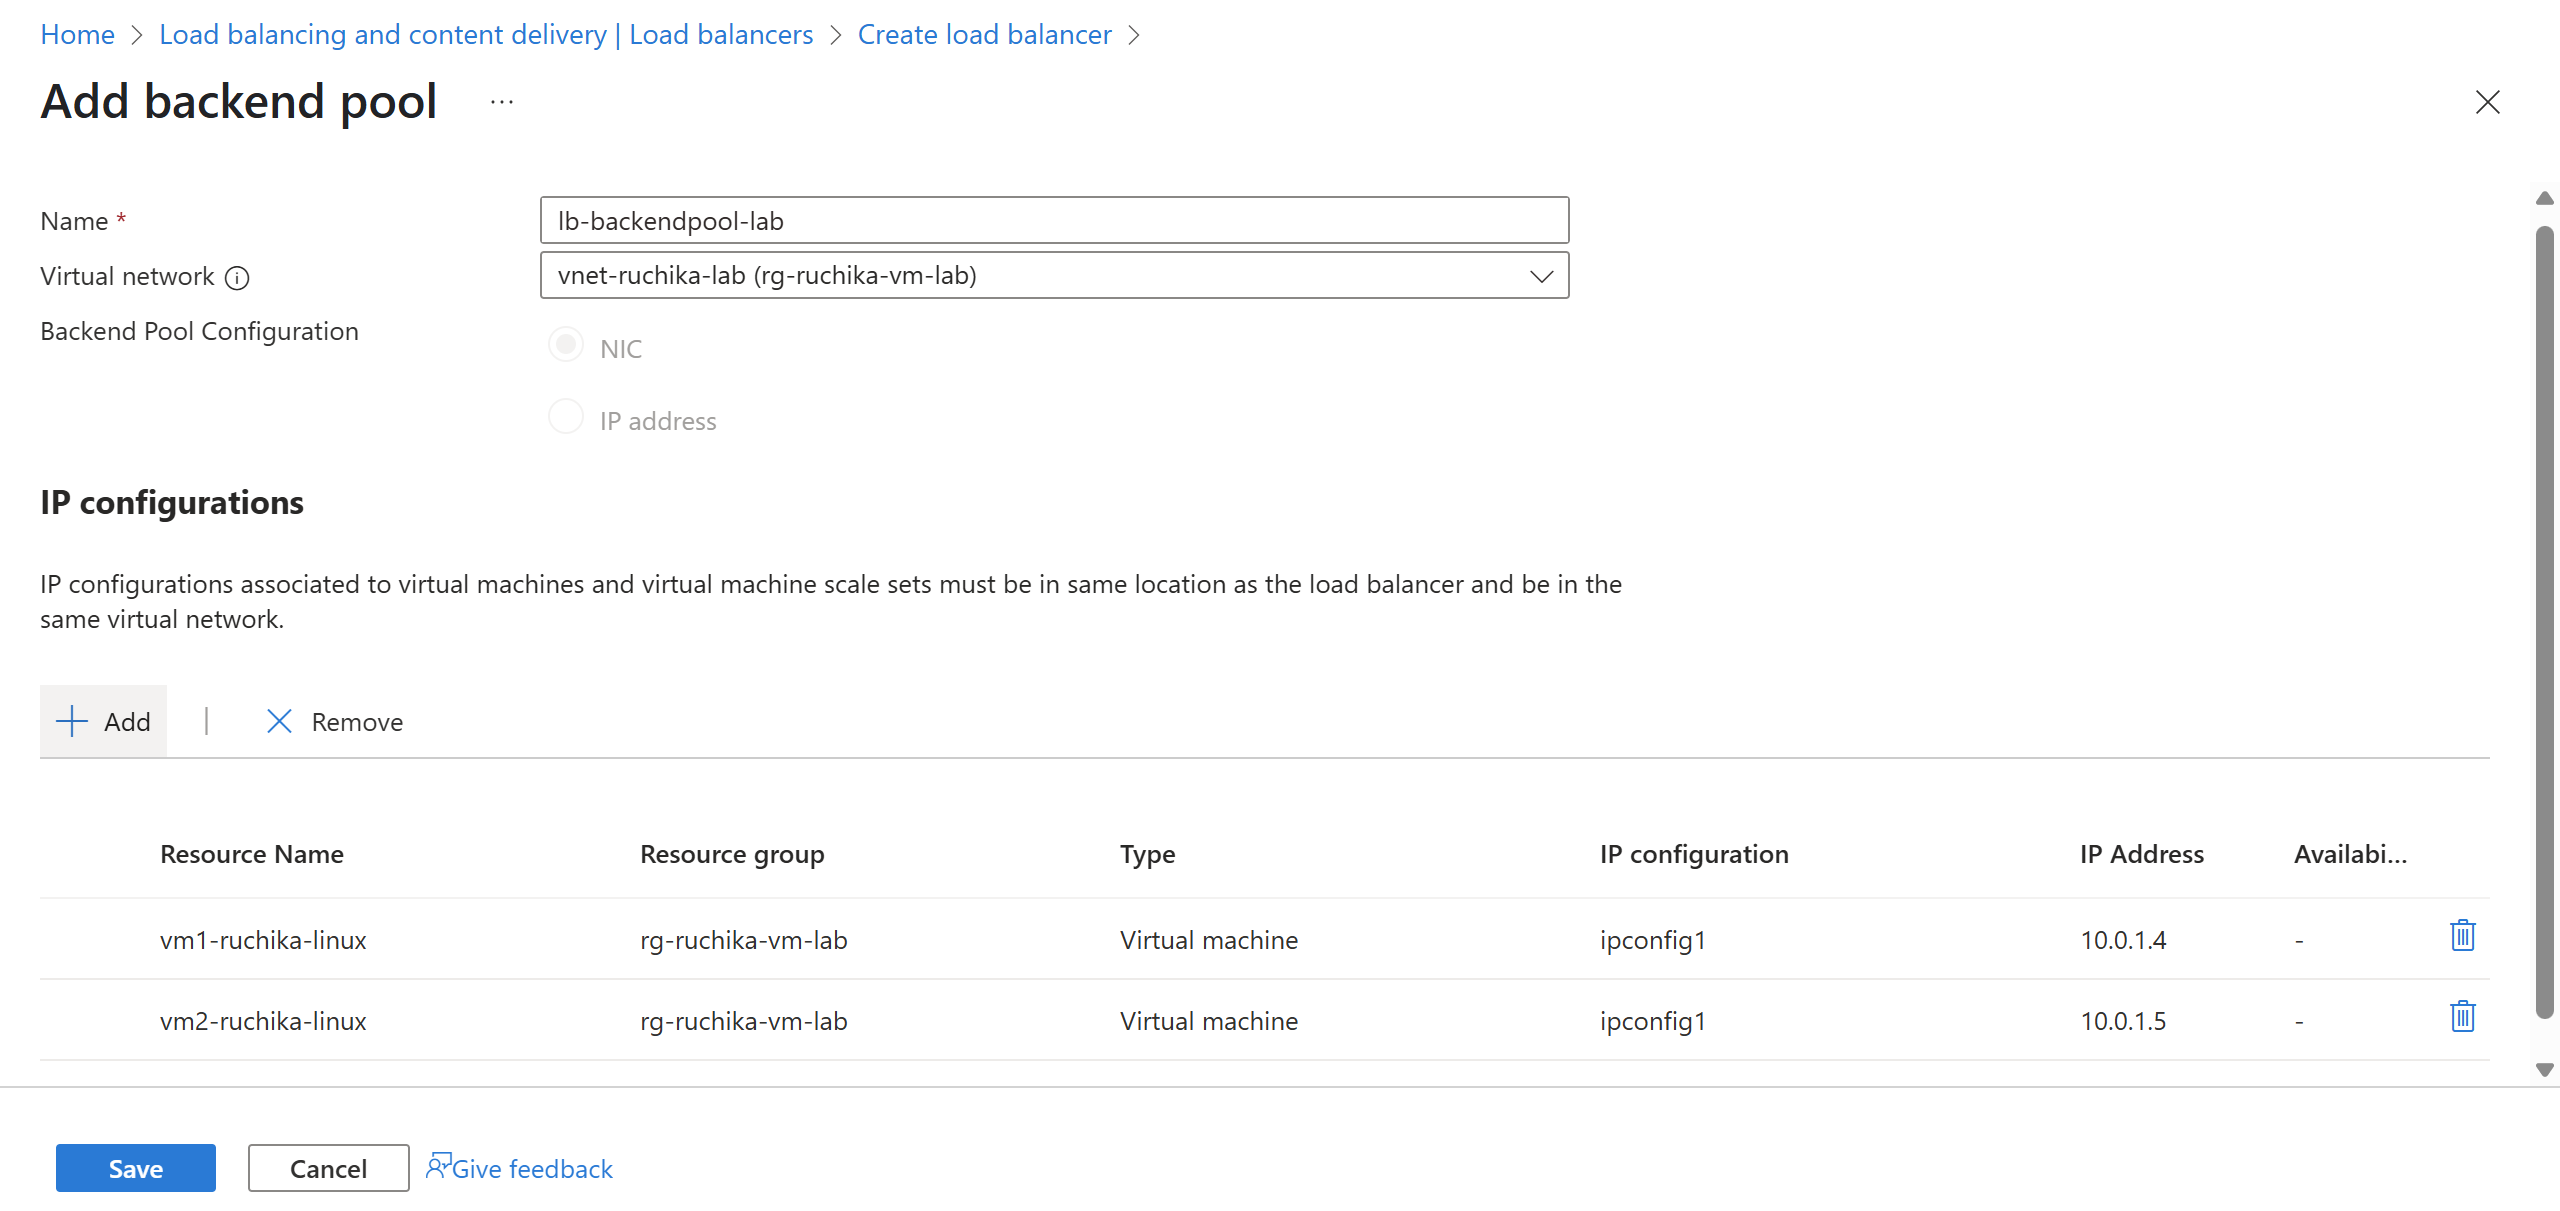 Home > Load balancing and content delivery | Load balancers > Create load balancer >
Add backend pool ...
Name *
lb-backendpool-lab
Virtual network
vnet-ruchika-lab (rg-ruchika-vm-lab)
Backend Pool Configuration
NIC
IP address
IP configurations
IP configurations associated to virtual machines and virtual machine scale sets must be in same location as the load balancer and be in the
same virtual network.
Add | Remove
Resource Name Resource group Type IP configuration IP Address Availabi...
vm1-ruchika-linux rg-ruchika-vm-lab Virtual machine ipconfig1 10.0.1.4 -
vm2-ruchika-linux rg-ruchika-vm-lab Virtual machine ipconfig1 10.0.1.5 -
Save Cancel Give feedback